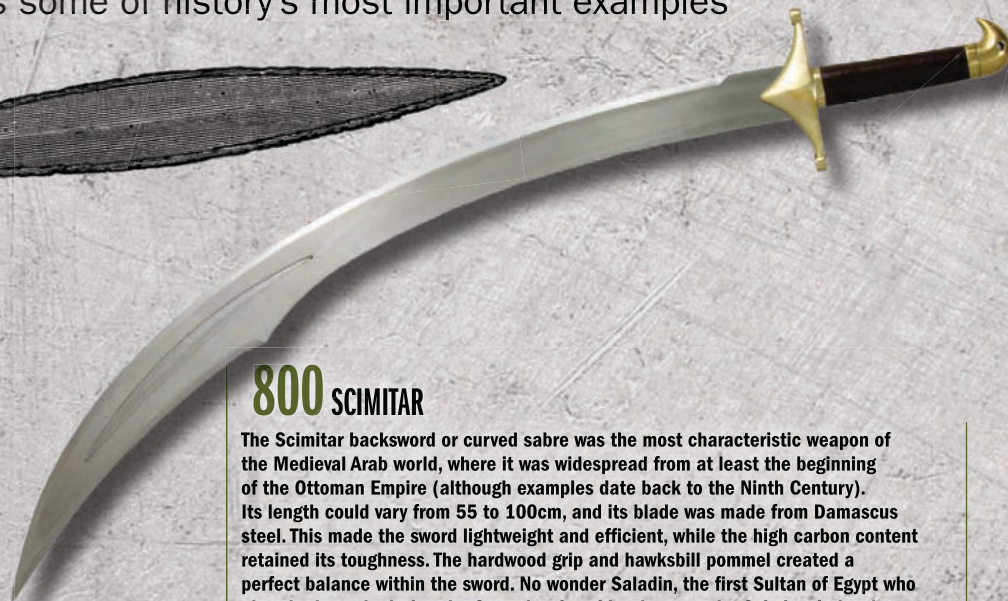 some of history's most important examples
800 SCIMITAR
The Scimitar backsword or curved sabre was the most characteristic weapon of
the Medieval Arab world, where it was widespread from at least the beginning
of the Ottoman Empire (although examples date back to the Ninth Century).
Its length could vary from 55 to 100cm, and its blade was made from Damascus
steel. This made the sword lightweight and efficient, while the high carbon content
retained its toughness. The hardwood grip and hawksbill pommel created a
perfect balance within the sword. No wonder Saladin, the first Sultan of Egypt who